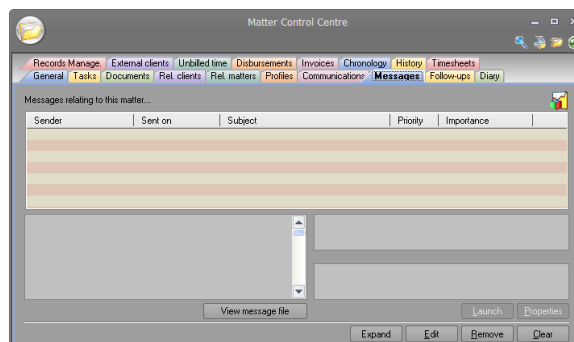 Matter Control Centre
Records Manage. External clients Unbilled time Disbursements Invoices Chronology History Timesheets
General Tasks Documents Rel. clients Rel. matters Profiles Communications Messages Follow-ups Diary
Messages relating to this matter...
Sender Sent on Subject Priority Importance
View message file Launch Properties
Expand Edit Remove Clear